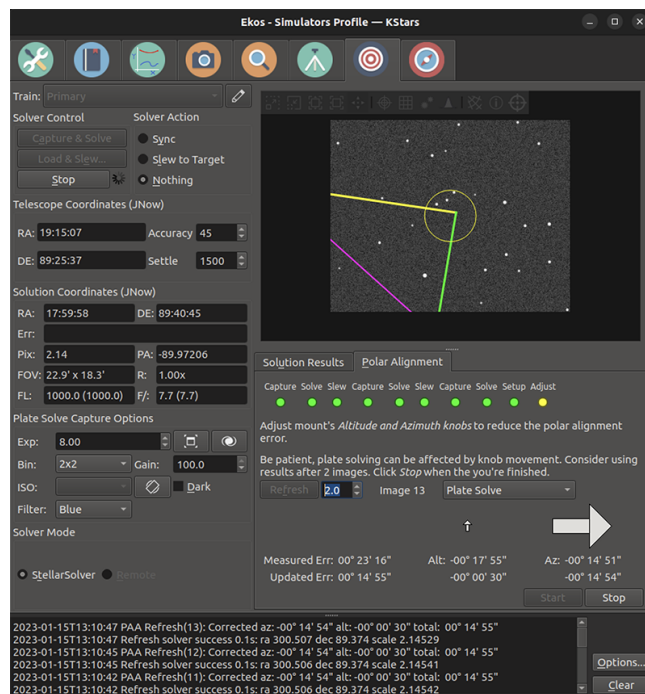 Ekos - Simulators Profile — KStars
Train: Primary
Solver Control
Solver Action
Capture & Solve
Sync
Load & Slew...
Slew to Target
Stop
Nothing
Telescope Coordinates (JNow)
RA: 19:15:07 Accuracy 45
DE: 89:25:37 Settle 1500
Solution Coordinates (JNow)
RA: 17:59:58 DE: 89:40:45
Err:
Pix: 2.14 PA: -89.97206
FOV: 22.9' x 18.3' R: 1.00x
FL: 1000.0 (1000.0) F/: 7.7 (7.7)
Plate Solve Capture Options
Exp: 8.00
Bin: 2x2 Gain: 100.0
ISO: Dark
Filter: Blue
Solver Mode
StellarSolver Remote
Solution Results Polar Alignment
Capture Solve Slew Capture Solve Slew Capture Solve Setup Adjust
Adjust mount's Altitude and Azimuth knobs to reduce the polar alignment
error.
Be patient, plate solving can be affected by knob movement. Consider using
results after 2 images. Click Stop when the you're finished.
Refresh 2.0 Image 13 Plate Solve
Measured Err: 00° 23' 16" Alt: -00° 17' 55" Az: -00° 14' 51"
Updated Err: 00° 14' 55" -00° 00' 30" -00° 14' 54"
Start Stop
2023-01-15T13:10:47 PAA Refresh(13): Corrected az: -00° 14' 54" alt: -00° 00' 30" total: 00° 14' 55"
2023-01-15T13:10:47 Refresh solver success 0.1s: ra 300.507 dec 89.374 scale 2.14529
2023-01-15T13:10:45 PAA Refresh(12): Corrected az: -00° 14' 54" alt: -00° 00' 30" total: 00° 14' 55"
2023-01-15T13:10:45 Refresh solver success 0.1s: ra 300.506 dec 89.374 scale 2.14541
2023-01-15T13:10:42 PAA Refresh(11): Corrected az: -00° 14' 54" alt: -00° 00' 30" total: 00° 14' 55"
2023-01-15T13:10:42 Refresh solver success 0.1s: ra 300.506 dec 89.374 scale 2.14542
Options...
Clear